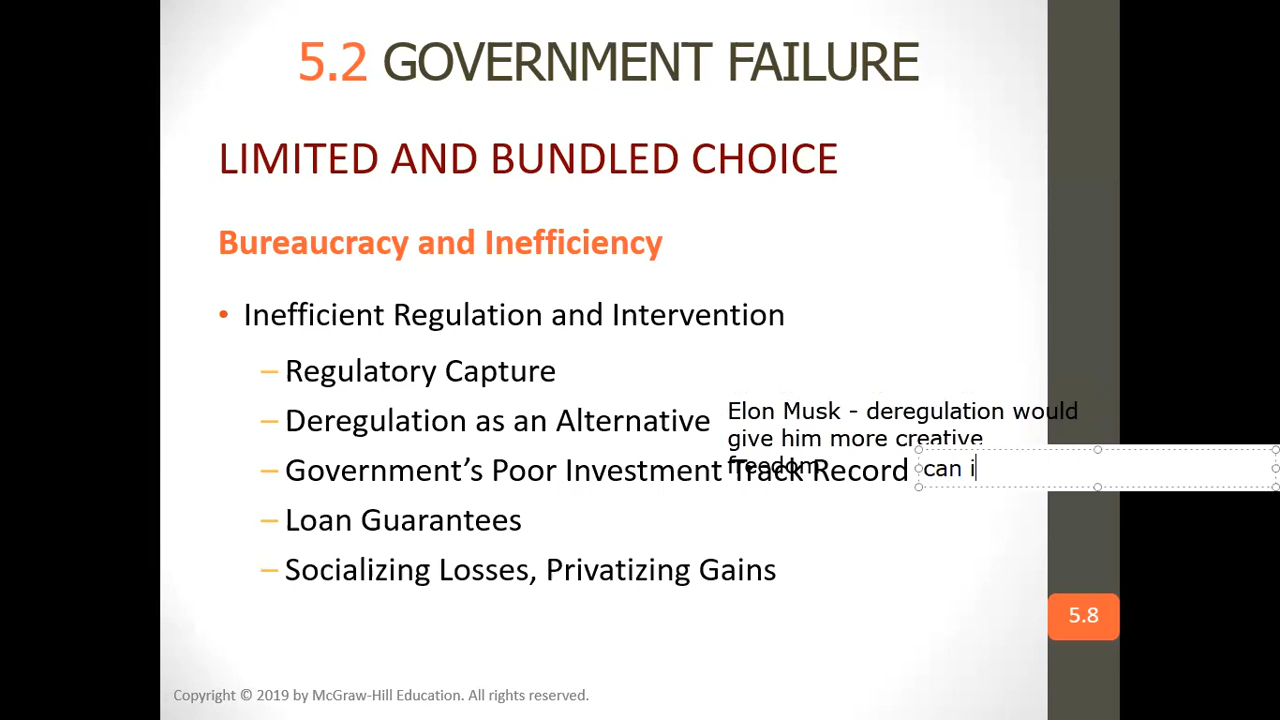 5.2 GOVERNMENT FAILURE
LIMITED AND BUNDLED CHOICE
Bureaucracy and Inefficiency
• Inefficient Regulation and Intervention
– Regulatory Capture
– Deregulation as an Alternative
Elon Musk - deregulation would
give him more creative
freedom
– Government's Poor Investment Track Record
can i
– Loan Guarantees
– Socializing Losses, Privatizing Gains
5.8
Copyright © 2019 by McGraw-Hill Education. All rights reserved.